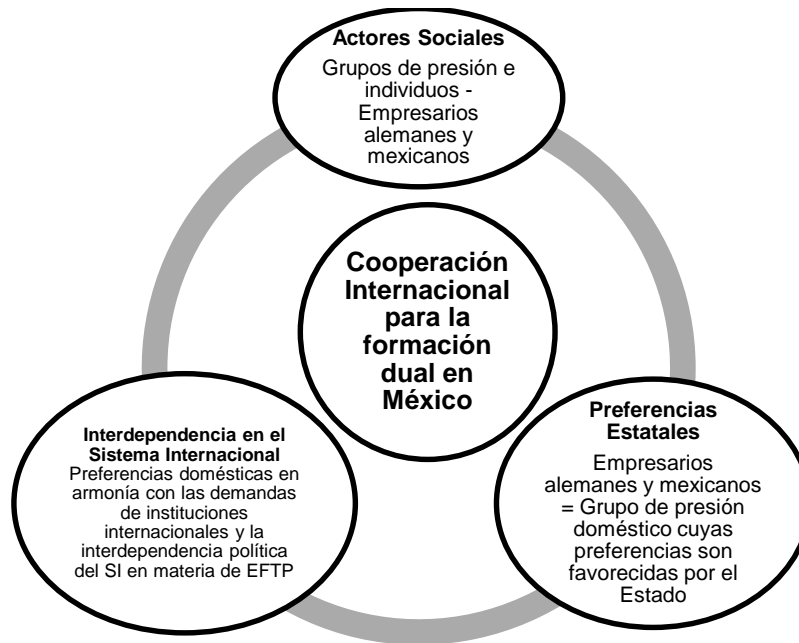 Actores Sociales
Grupos de presión e
individuos -
Empresarios
alemanes y
mexicanos
Cooperación
Internacional
para la
formación
dual en
México
Interdependencia en el
Sistema Internacional
Preferencias domésticas en
armonía con las demandas
de instituciones
internacionales y la
interdependencia política
del SI en materia de EFTP
Preferencias
Estatales
Empresarios
alemanes y mexicanos
= Grupo de presión
doméstico cuyas
preferencias son
favorecidas por el
Estado